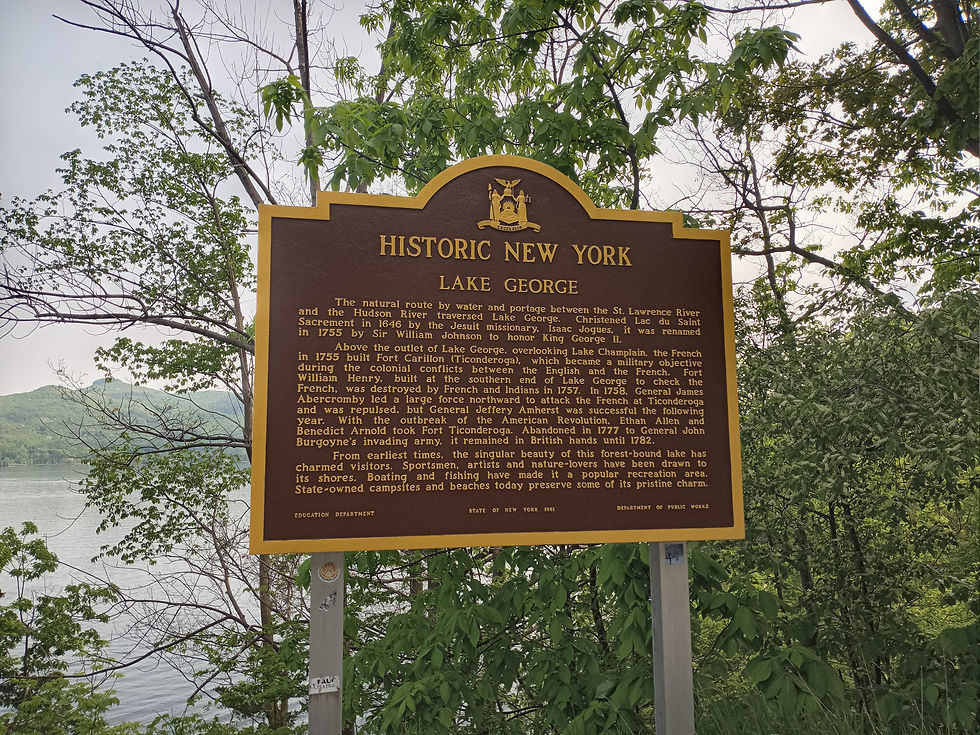 EXCELSIOR
HISTORIC NEW YORK
LAKE GEORGE
The natural route by water and portage between the St. Lawrence River
and the Hudson River traversed Lake George. Christened Lac du Saint
Sacrement in 1646 by the Jesuit missionary, Isaac Jogues, it was renamed
in 1755 by Sir William Johnson to honor King George II.
Above the outlet of Lake George, overlooking Lake Champlain, the French
in 1755 built Fort Carillon (Ticonderoga), which became a military objective
during the colonial conflicts between the English and the French. Fort
William Henry, built at the southern end of Lake George to check the
French, was destroyed by French and Indians in 1757. In 1758, General James
Abercromby led a large force northward to attack the French at Ticonderoga
and was repulsed, but General Jeffery Amherst was successful the following
year. With the outbreak of the American Revolution, Ethan Allen and
Benedict Arnold took Fort Ticonderoga. Abandoned in 1777 to General John
Burgoyne's invading army, it remained in British hands until 1782.
From earliest times, the singular beauty of this forest-bound lake has
charmed visitors. Sportsmen, artists and nature-lovers have been drawn to
its shores. Boating and fishing have made it a popular recreation area.
State-owned campsites and beaches today preserve some of its pristine charm.
EDUCATION DEPARTMENT STATE OF NEW YORK 1961 DEPARTMENT OF PUBLIC WORKS